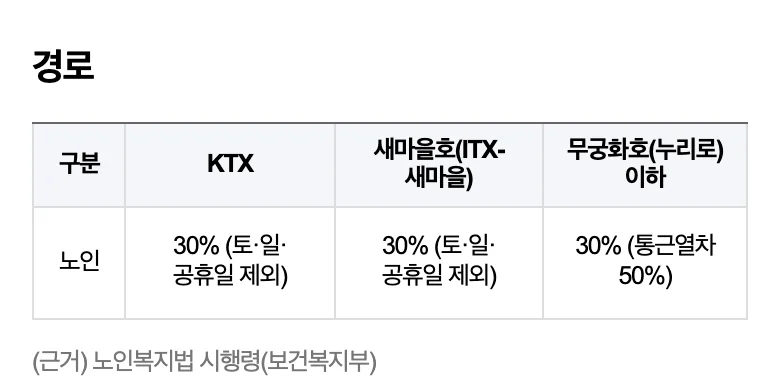 경로
구분
KTX
새마을호(ITX-
새마을)
무궁화호(누리로)
이하
노인
30% (토·일·
공휴일 제외)
30% (토·일·
공휴일 제외)
30% (통근열차
50%)
(근거) 노인복지법 시행령(보건복지부)